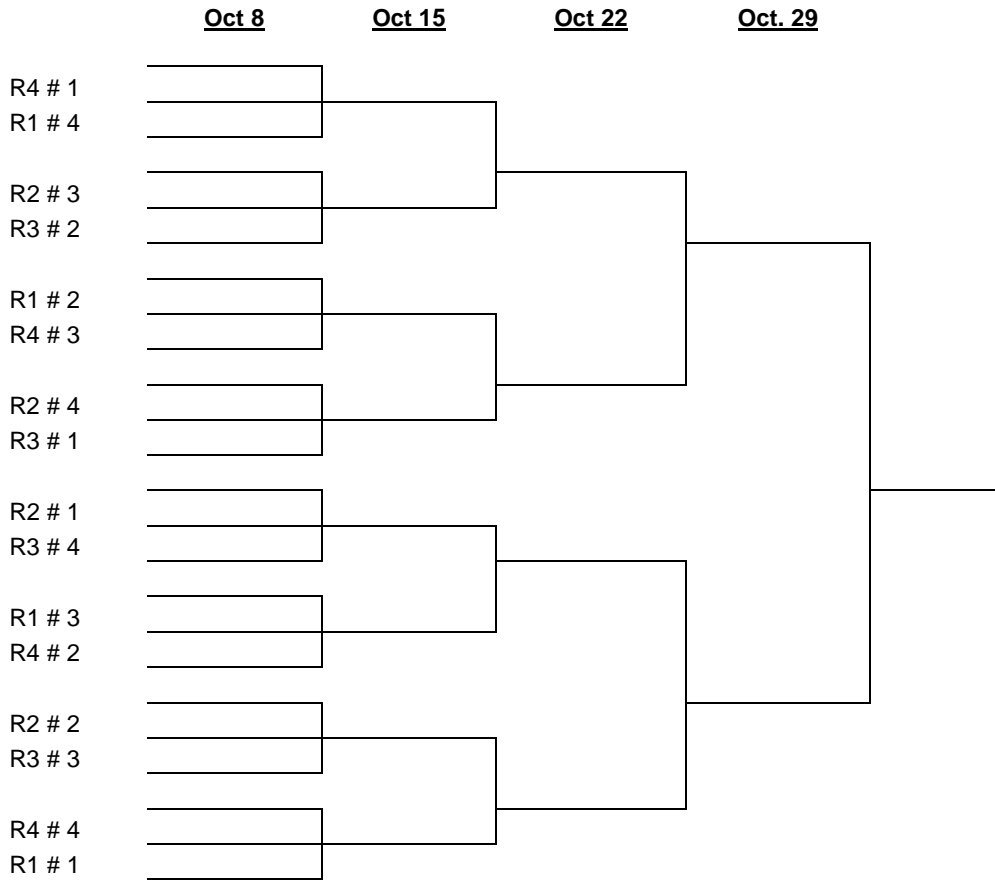 Oct 8 Oct 15 Oct 22 Oct. 29
R4 # 1
R1 # 4
R2 # 3
R3 # 2
R1 # 2
R4 # 3
R2 # 4
R3 # 1
R2 # 1
R3 # 4
R1 # 3
R4 # 2
R2 # 2
R3 # 3
R4 # 4
R1 # 1